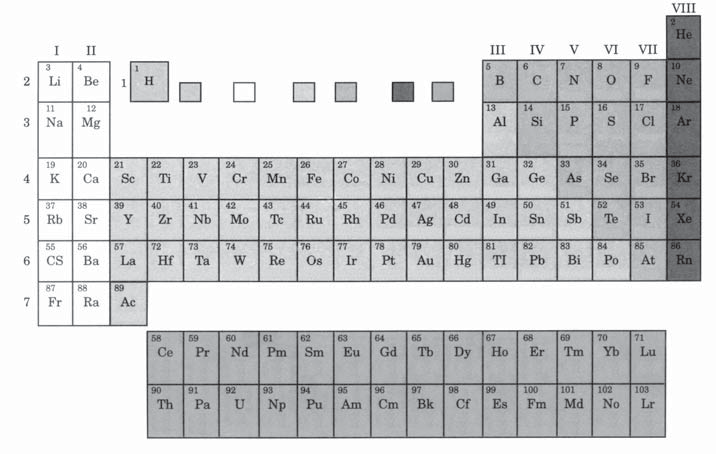 VIII
2
He
I II III IV V VI VII
3 4 1 5 6 7 8 9 10
2 Li Be 1 H B C N O F Ne
11 12 13 14 15 16 17 18
3 Na Mg Al Si P S Cl Ar
19 20 21 22 23 24 25 26 27 28 29 30 31 32 33 34 35 36
4 K Ca Sc Ti V Cr Mn Fe Co Ni Cu Zn Ga Ge As Se Br Kr
37 38 39 40 41 42 43 44 45 46 47 48 49 50 51 52 53 54
5 Rb Sr Y Zr Nb Mo Tc Ru Rh Pd Ag Cd In Sn Sb Te I Xe
55 56 57 72 73 74 75 76 77 78 79 80 81 82 83 84 85 86
6 CS Ba La Hf Ta W Re Os Ir Pt Au Hg TI Pb Bi Po At Rn
87 88 89
7 Fr Ra Ac
58 59 60 61 62 63 64 65 66 67 68 69 70 71
Ce Pr Nd Pm Sm Eu Gd Tb Dy Ho Er Tm Yb Lu
90 91 92 93 94 95 96 97 98 99 100 101 102 103
Th Pa U Np Pu Am Cm Bk Cf Es Fm Md No Lr